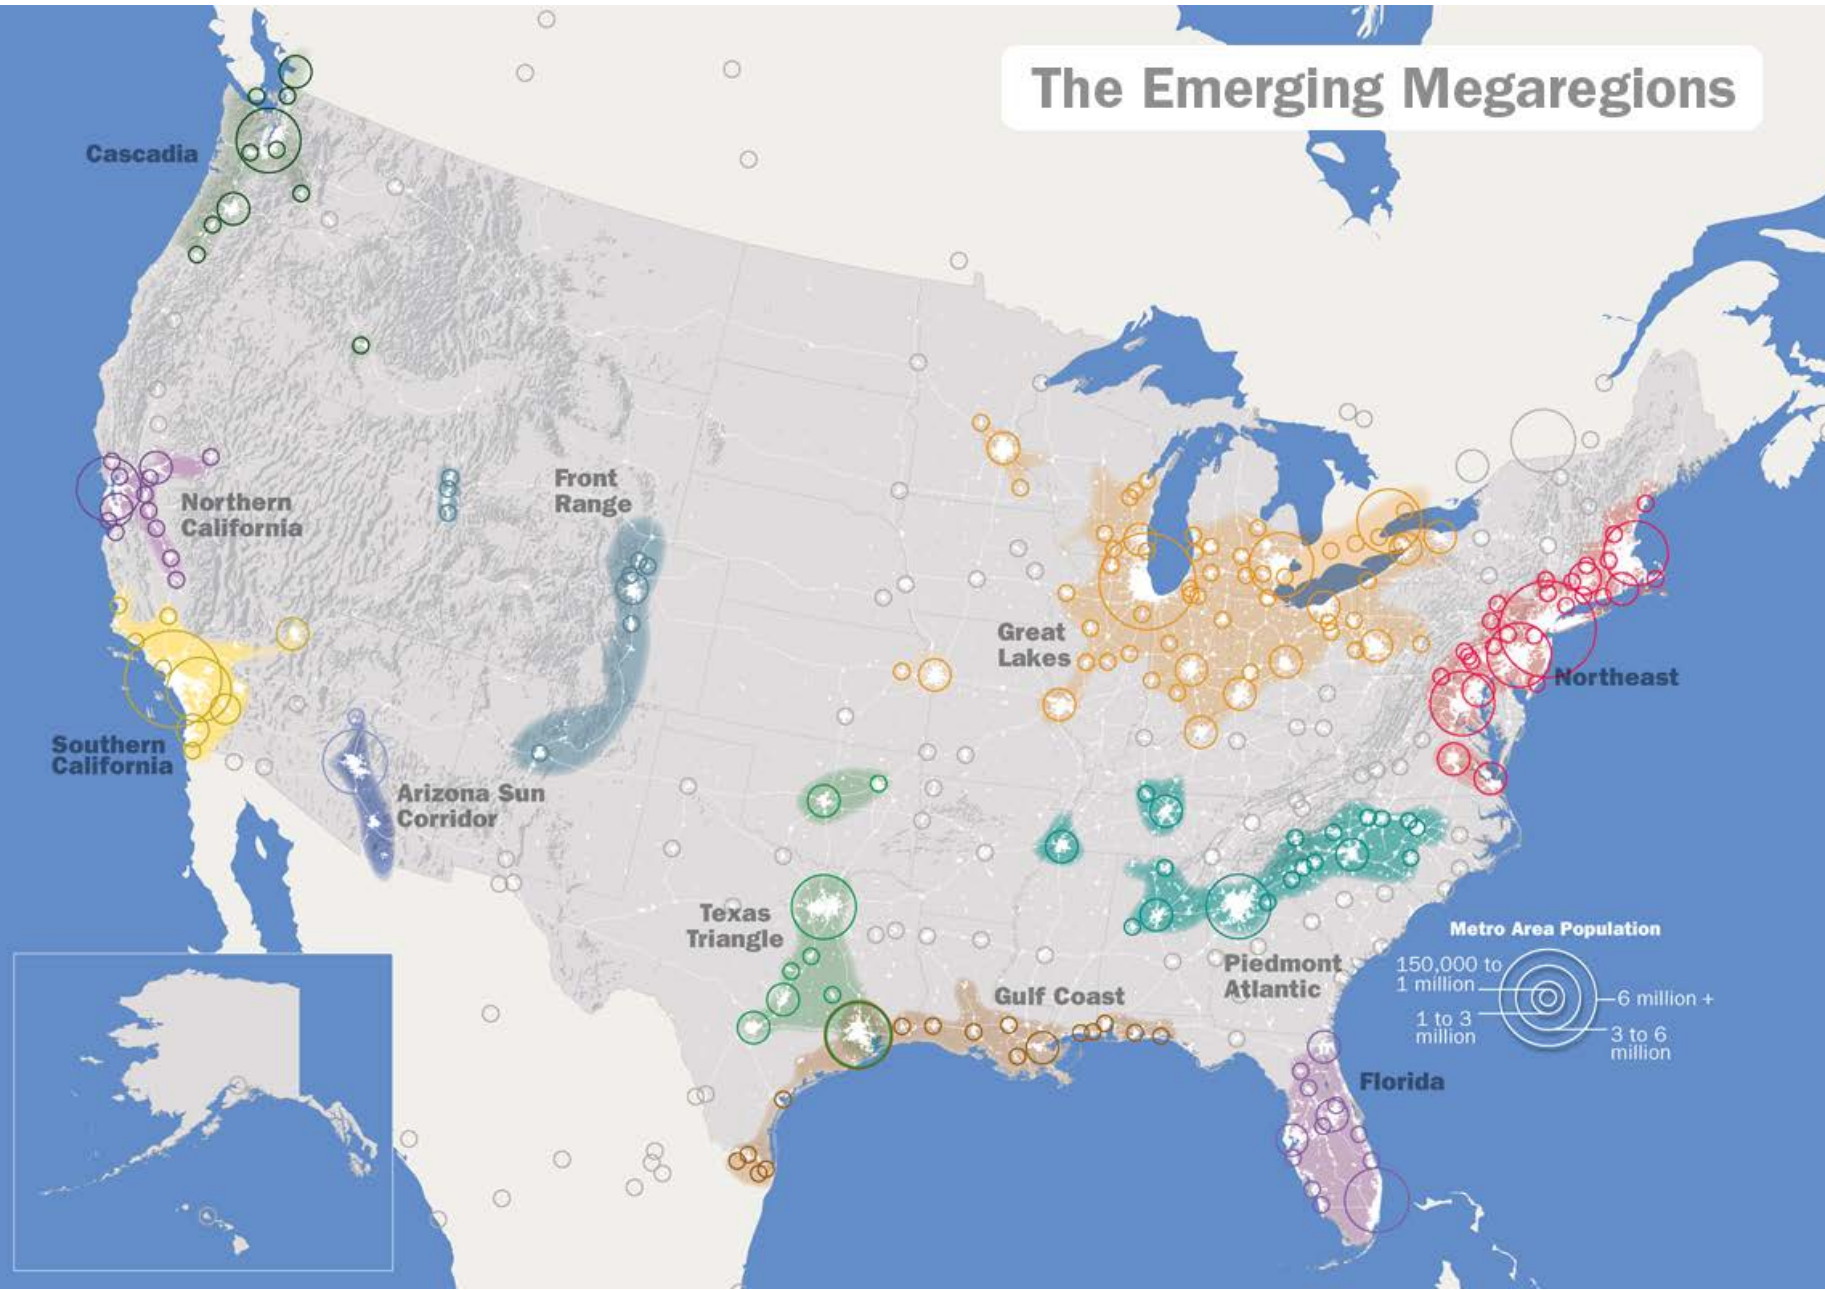 The Emerging Megaregions
Cascadia
Front
Range
Northern
California
Great
Lakes
Northeast
Southern
California
Arizona Sun
Corridor
Texas
Triangle
Piedmont
Atlantic
Gulf Coast
Florida
Metro Area Population
150,000 to
1 million
6 million +
1 to 3
million
3 to 6
million